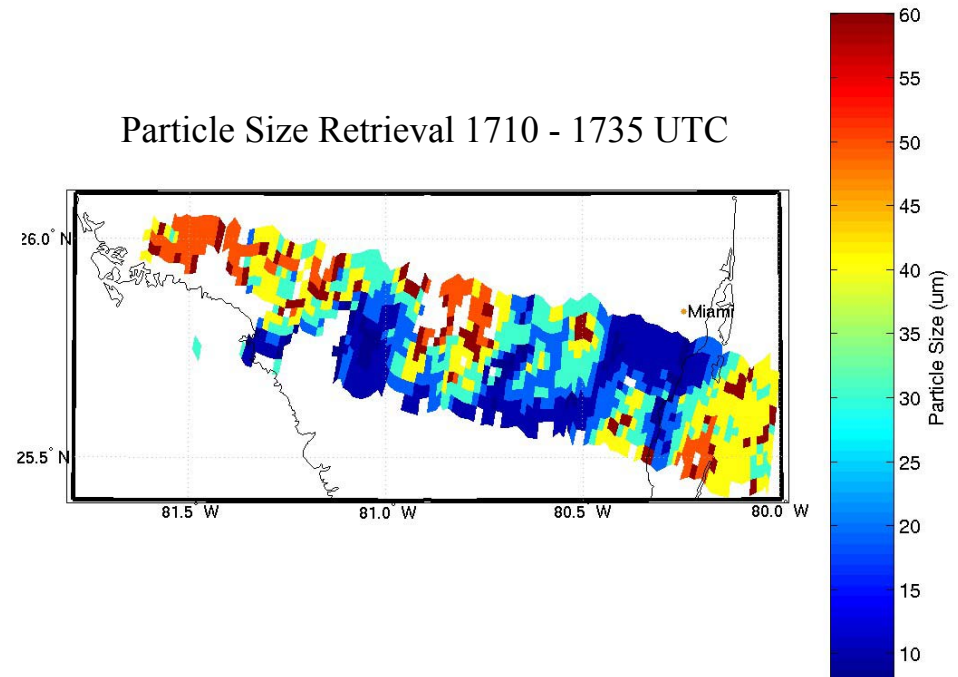 Particle Size Retrieval 1710 - 1735 UTC
26.0° N
25.5° N
81.5° W
81.0° W
80.5° W
80.0° W
Miami
60
55
50
45
40
35
30
25
20
15
10
Particle Size (um)